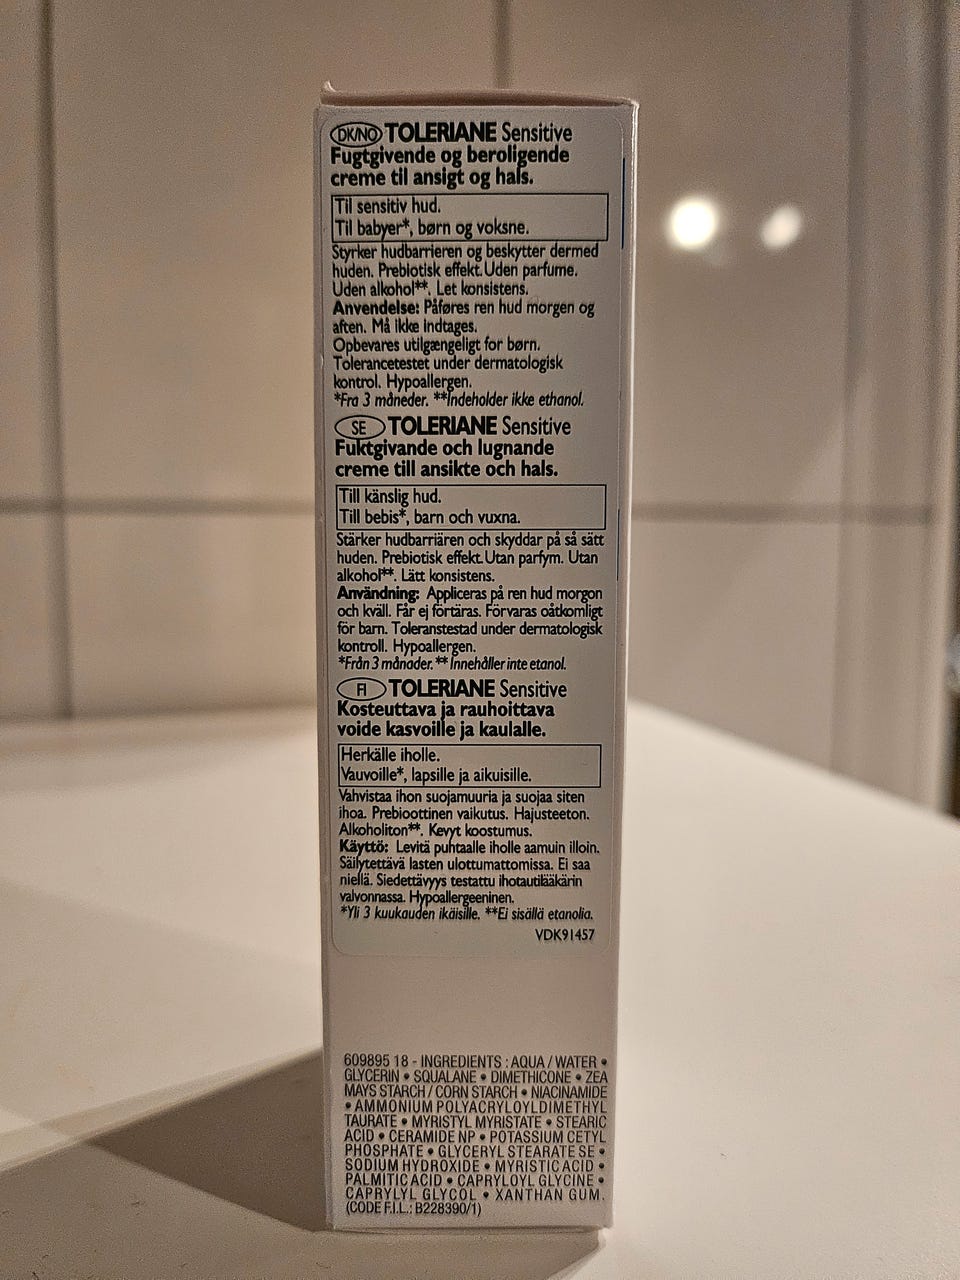 DK/NO TOLERIANE Sensitive
Fugtgivende og beroligende
creme til ansigt og hals.
Til sensitiv hud.
Til babyer*, børn og voksne.
Styrker hudbarrieren og beskytter dermed
huden. Prebiotisk effekt. Uden parfume.
Uden alkohol**. Let konsistens.
Anvendelse: Påføres ren hud morgen og
aften. Må ikke indtages.
Opbevares utilgængeligt for børn.
Tolerancetestet under dermatologisk
kontrol. Hypoallergen.
*Fra 3 måneder. **Indeholder ikke ethanol.
SE TOLERIANE Sensitive
Fuktgivande och lugnande
creme till ansikte och hals.
Till känslig hud.
Till bebis*, barn och vuxna.
Stärker hudbarriären och skyddar på så sätt
huden. Prebiotisk effekt. Utan parfym. Utan
alkohol**. Lätt konsistens.
Användning: Appliceras på ren hud morgon
och kväll. Får ej förtäras. Förvaras oåtkomligt
för barn. Toleranstestad under dermatologisk
kontroll. Hypoallergen.
*Från 3 månader. ** Innehåller inte etanol.
FI TOLERIANE Sensitive
Kosteuttava ja rauhoittava
voide kasvoille ja kaulalle.
Herkälle iholle.
Vauvoille*, lapsille ja aikuisille.
Vahvistaa ihon suojamuuria ja suojaa siten
ihoa. Prebioottinen vaikutus. Hajusteeton.
Alkoholiton**. Kevyt koostumus.
Käyttö: Levitä puhtaalle iholle aamuin illoin.
Säilytettävä lasten ulottumattomissa. Ei saa
niellä. Siedettävyys testattu ihotautilääkärin
valvonnassa. Hypoallergeeninen.
*Yli 3 kuukauden ikäisille. **Ei sisällä etanolia.
VDK91457
609895 18 - INGREDIENTS : AQUA / WATER •
GLYCERIN • SQUALANE • DIMETHICONE • ZEA
MAYS STARCH / CORN STARCH • NIACINAMIDE
• AMMONIUM POLYACRYLOYLDIMETHYL
TAURATE • MYRISTYL MYRISTATE • STEARIC
ACID • CERAMIDE NP • POTASSIUM CETYL
PHOSPHATE • GLYCERYL STEARATE SE •
SODIUM HYDROXIDE • MYRISTIC ACID •
PALMITIC ACID • CAPRYLOYL GLYCINE •
CAPRYLYL GLYCOL • XANTHAN GUM.
(CODE F.I.L.: B228390/1)